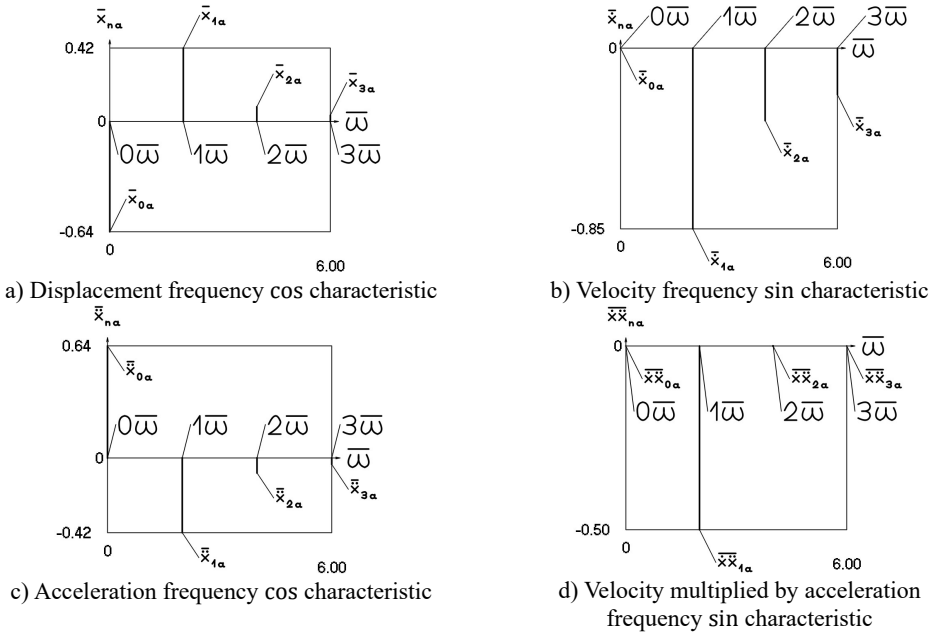 x̄ₙₐ
x̄₁ₐ
0.42
x̄₂ₐ
x̄₃ₐ
0
ω̅
0ω̅ 1ω̅ 2ω̅ 3ω̅
x̄₀ₐ
-0.64
0
6.00
a) Displacement frequency cos characteristic
ẋ̄ₙₐ
0ω̅ 1ω̅ 2ω̅ 3ω̅
0
ω̅
ẋ̄₀ₐ
ẋ̄₃ₐ
ẋ̄₂ₐ
-0.85
0
ẋ̄₁ₐ
6.00
b) Velocity frequency sin characteristic
ẍ̄ₙₐ
0.64
ẍ̄₀ₐ
0ω̅ 1ω̅ 2ω̅ 3ω̅
0
ω̅
ẍ̄₃ₐ
ẍ̄₂ₐ
-0.42
0
ẍ̄₁ₐ
6.00
c) Acceleration frequency cos characteristic
ẋ̄ẍ̄ₙₐ
0
ω̅
ẋ̄ẍ̄₀ₐ ẋ̄ẍ̄₂ₐ ẋ̄ẍ̄₃ₐ
0ω̅ 1ω̅ 2ω̅ 3ω̅
-0.50
0
6.00
ẋ̄ẍ̄₁ₐ
d) Velocity multiplied by acceleration
frequency sin characteristic